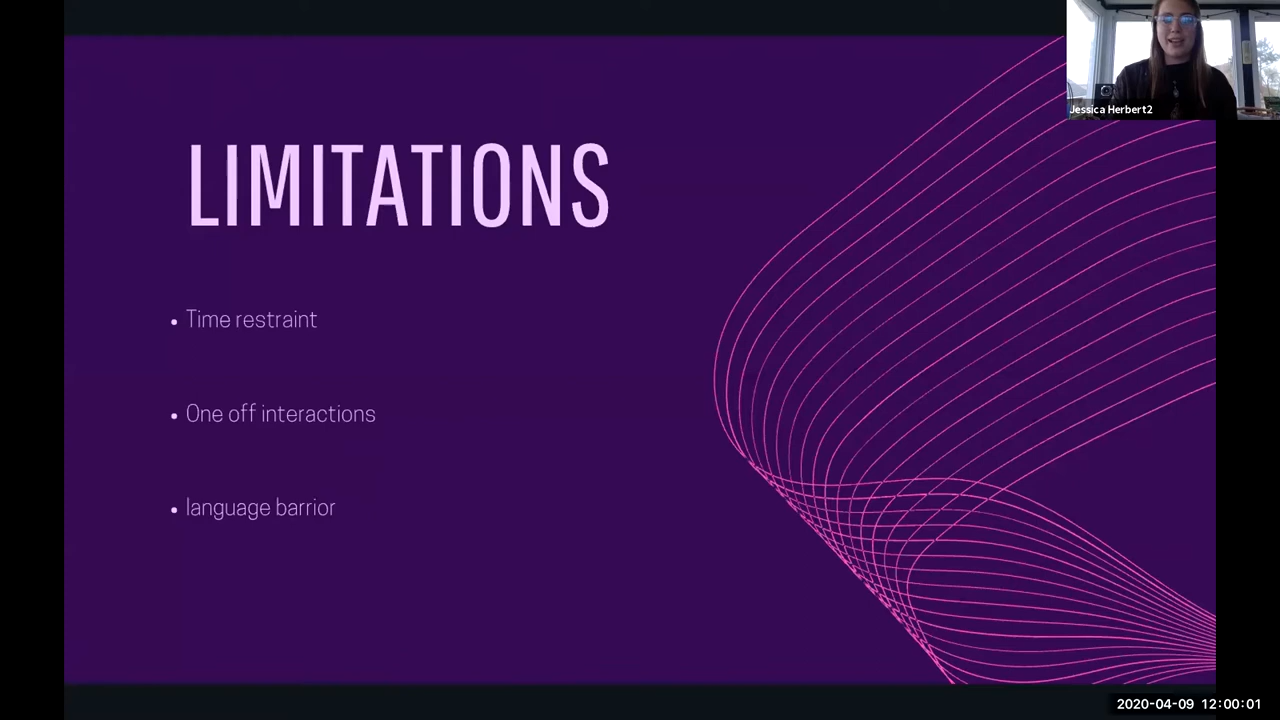 Jessica Herbert2
LIMITATIONS
• Time restraint
• One off interactions
• language barrior
2020-04-09 12:00:01